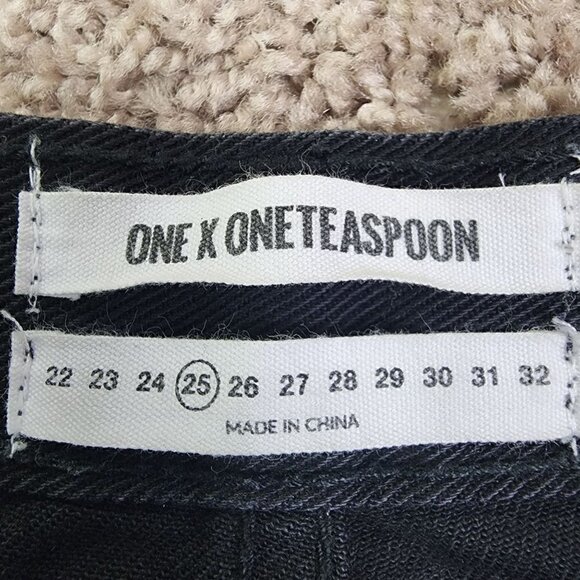 ONE X ONETEASPOON
22 23 24 25 26 27 28 29 30 31 32
MADE IN CHINA